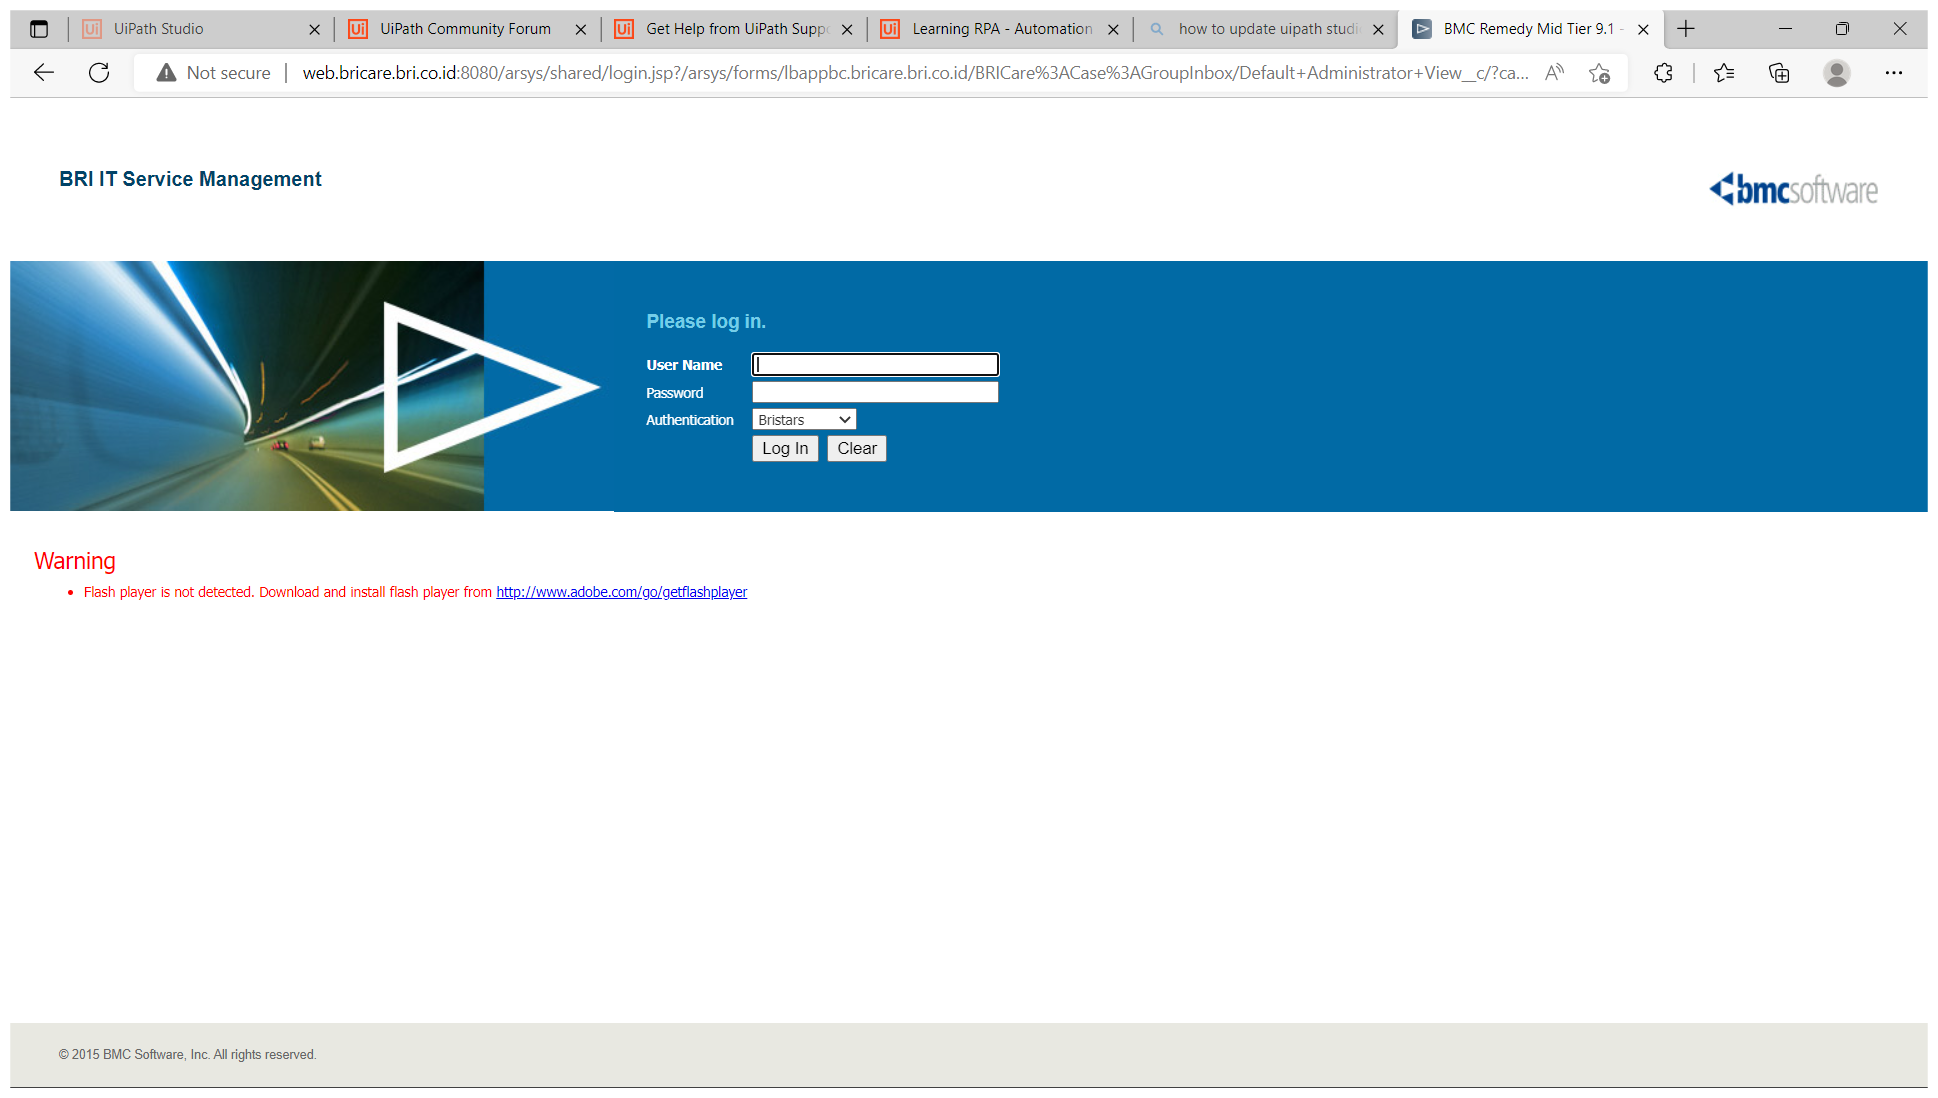 UiPath Studio
UiPath Community Forum
Get Help from UiPath Supp
Learning RPA - Automation
how to update uipath studi
BMC Remedy Mid Tier 9.1 -
Not secure
web.bricare.bri.co.id:8080/arsys/shared/login.jsp?/arsys/forms/lbappbc.bricare.bri.co.id/BRICare%3ACase%3AGroupInbox/Default+Administrator+View__c/?ca...
BRI IT Service Management
bmcsoftware
Please log in.
User Name
Password
Authentication Bristars
Log In Clear
Warning
• Flash player is not detected. Download and install flash player from http://www.adobe.com/go/getflashplayer
© 2015 BMC Software, Inc. All rights reserved.